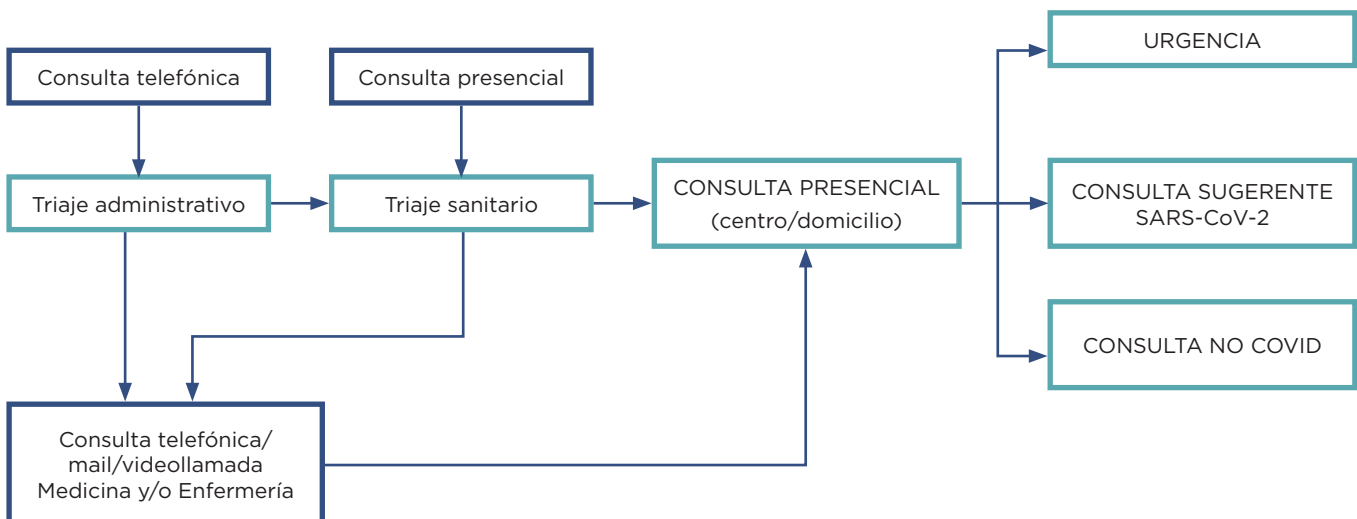 Consulta telefónica
Consulta presencial
URGENCIA
Triaje administrativo
Triaje sanitario
CONSULTA PRESENCIAL
(centro/domicilio)
CONSULTA SUGERENTE
SARS-CoV-2
CONSULTA NO COVID
Consulta telefónica/
mail/videollamada
Medicina y/o Enfermería